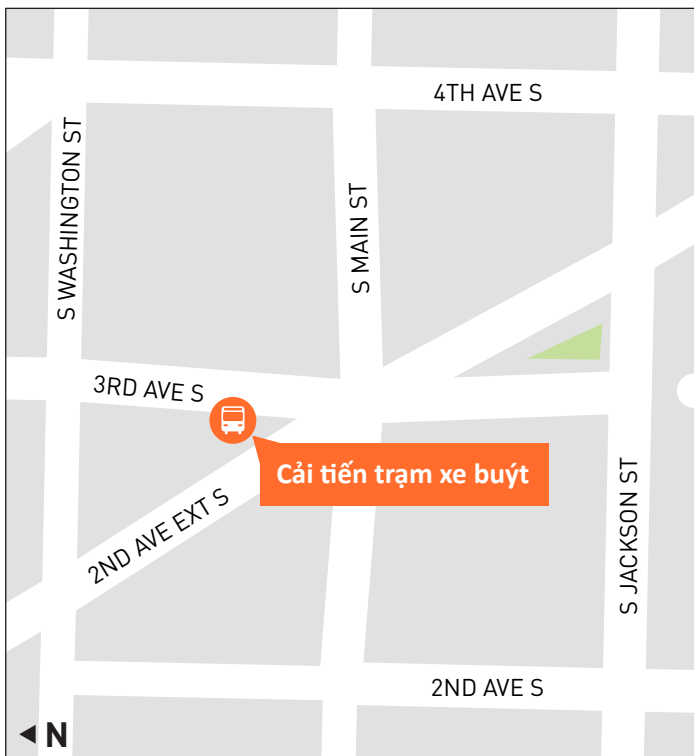 4TH AVE S
S WASHINGTON ST
S MAIN ST
3RD AVE S
Cải tiến trạm xe buýt
2ND AVE EXT S
S JACKSON ST
2ND AVE S
N